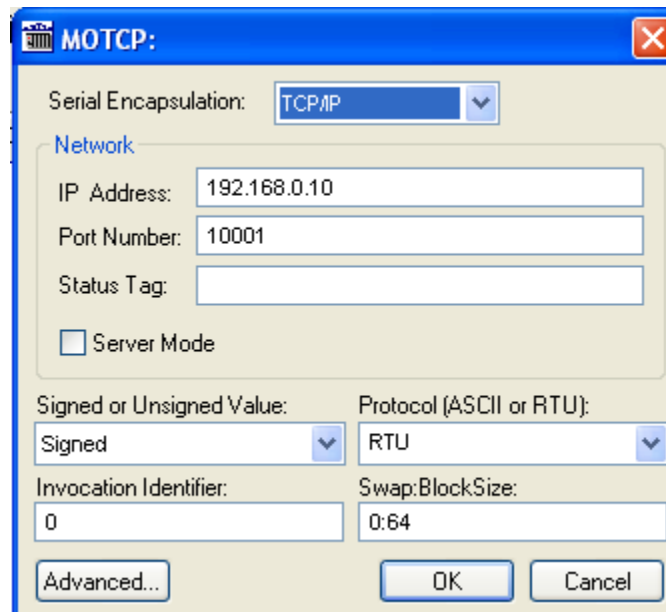 MOTCP:
Serial Encapsulation: TCP/IP
Network
IP Address: 192.168.0.10
Port Number: 10001
Status Tag:
Server Mode
Signed or Unsigned Value: Protocol (ASCII or RTU):
Signed RTU
Invocation Identifier: Swap:BlockSize:
0 0:64
Advanced... OK Cancel